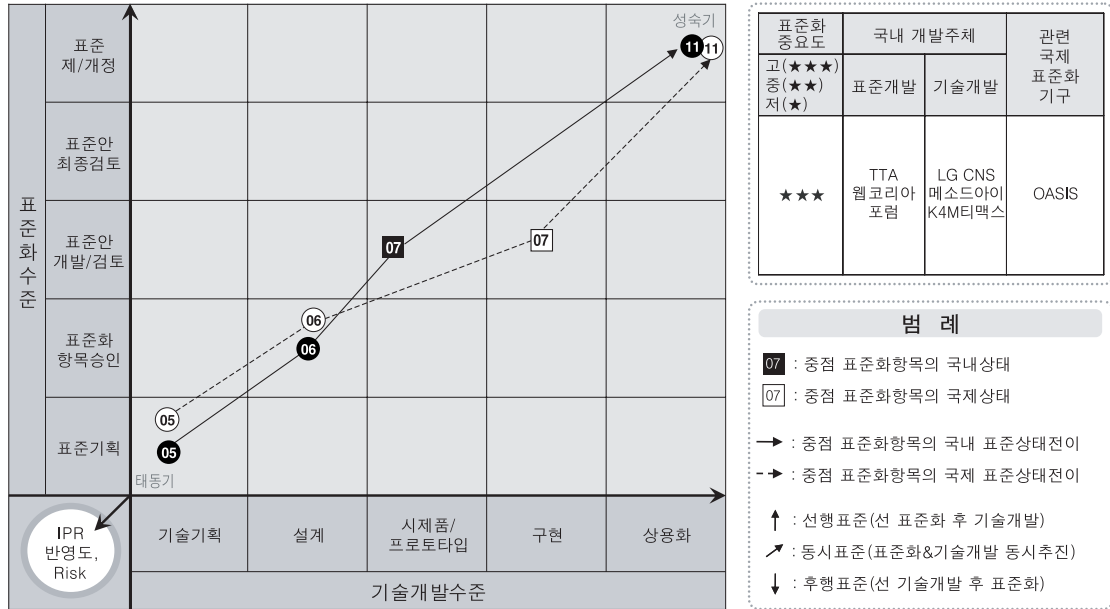 표준화수준
표준
제/개정
표준안
최종검토
표준안
개발/검토
표준화
항목승인
표준기획
성숙기
11
11
07
07
06
06
05
05
태동기
IPR
반영도,
Risk
기술기획
설계
시제품/
프로토타입
구현
상용화
기술개발수준
표준화
중요도
국내 개발주체
관련
국제
표준화
기구
고(★★★)
중(★★)
저(★)
표준개발
기술개발
★★★
TTA
웹코리아
포럼
LG CNS
메소드아이
K4M티맥스
OASIS
범 례
07 : 중점 표준화항목의 국내상태
07 : 중점 표준화항목의 국제상태
: 중점 표준화항목의 국내 표준상태전이
: 중점 표준화항목의 국제 표준상태전이
: 선행표준(선 표준화 후 기술개발)
: 동시표준(표준화&기술개발 동시추진)
: 후행표준(선 기술개발 후 표준화)